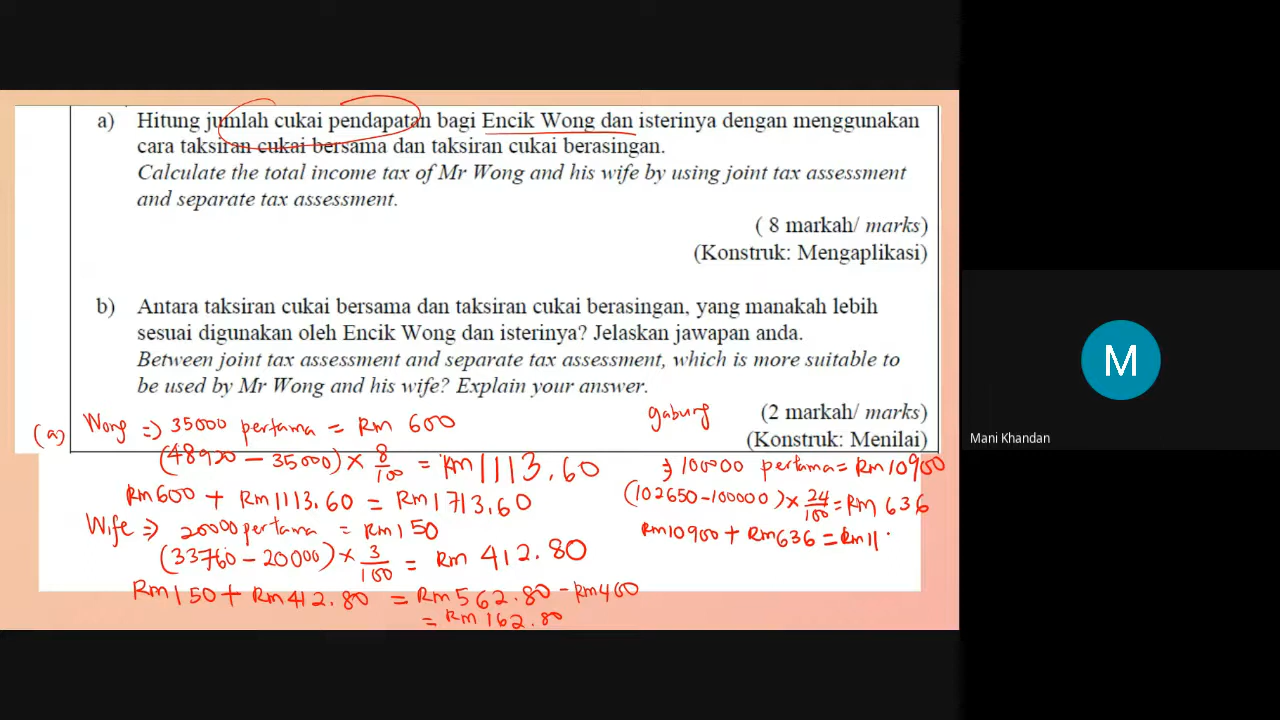 a) Hitung jumlah cukai pendapatan bagi Encik Wong dan isterinya dengan menggunakan
cara taksiran cukai bersama dan taksiran cukai berasingan.
Calculate the total income tax of Mr Wong and his wife by using joint tax assessment
and separate tax assessment.
( 8 markah/ marks)
(Konstruk: Mengaplikasi)
b) Antara taksiran cukai bersama dan taksiran cukai berasingan, yang manakah lebih
sesuai digunakan oleh Encik Wong dan isterinya? Jelaskan jawapan anda.
Between joint tax assessment and separate tax assessment, which is more suitable to
be used by Mr Wong and his wife? Explain your answer.
(2 markah/ marks)
(Konstruk: Menilai)
(a) Wong => 35000 pertama = RM 600
(48920 - 35000) × 8/100 = RM1113.60
RM600 + RM1113.60 = RM1713.60
Wife => 20000 pertama = RM150
(33760 - 20000) × 3/100 = RM 412.80
RM150 + RM412.80 = RM562.80 - RM400
= RM162.80
gabung
100000 pertama = RM10900
(102650-100000) × 24/100 = RM 636
RM10900 + RM636 = RM11
M
Mani Khandan